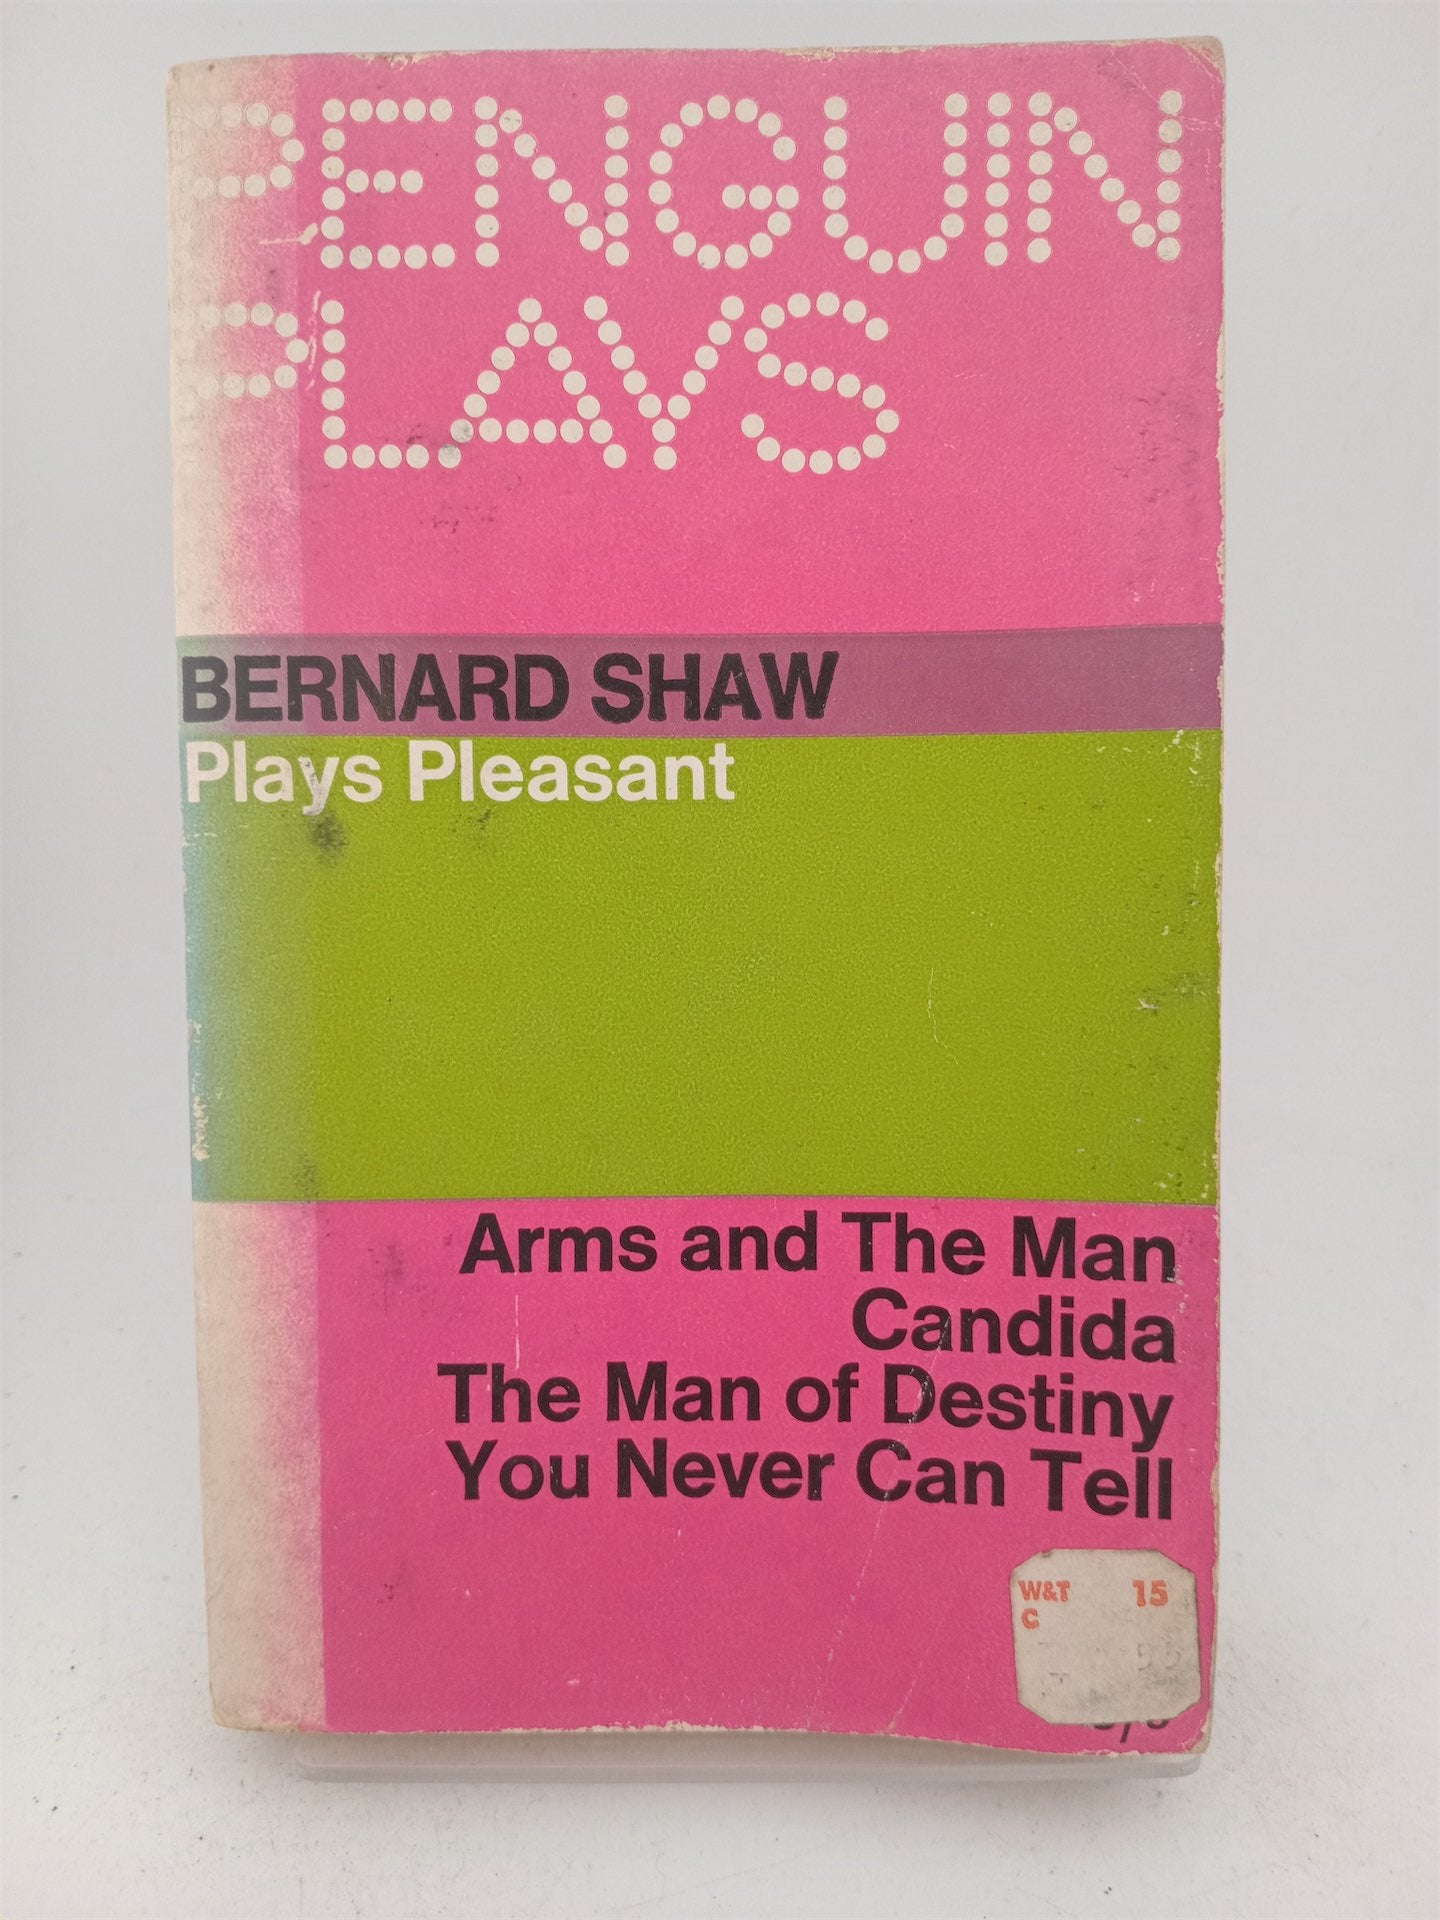 PENGUIN
PLAYS
BERNARD SHAW
Plays Pleasant
Arms and The Man
Candida
The Man of Destiny
You Never Can Tell
W&T 15
C